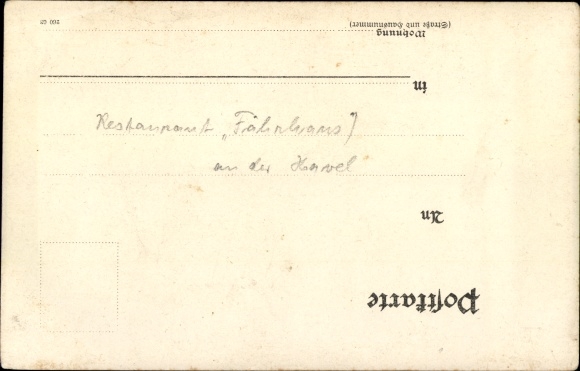 Postkarte
An
in
Wohnung
(Straße und Hausnummer)
Restaurant „Fährhaus"
an der Havel